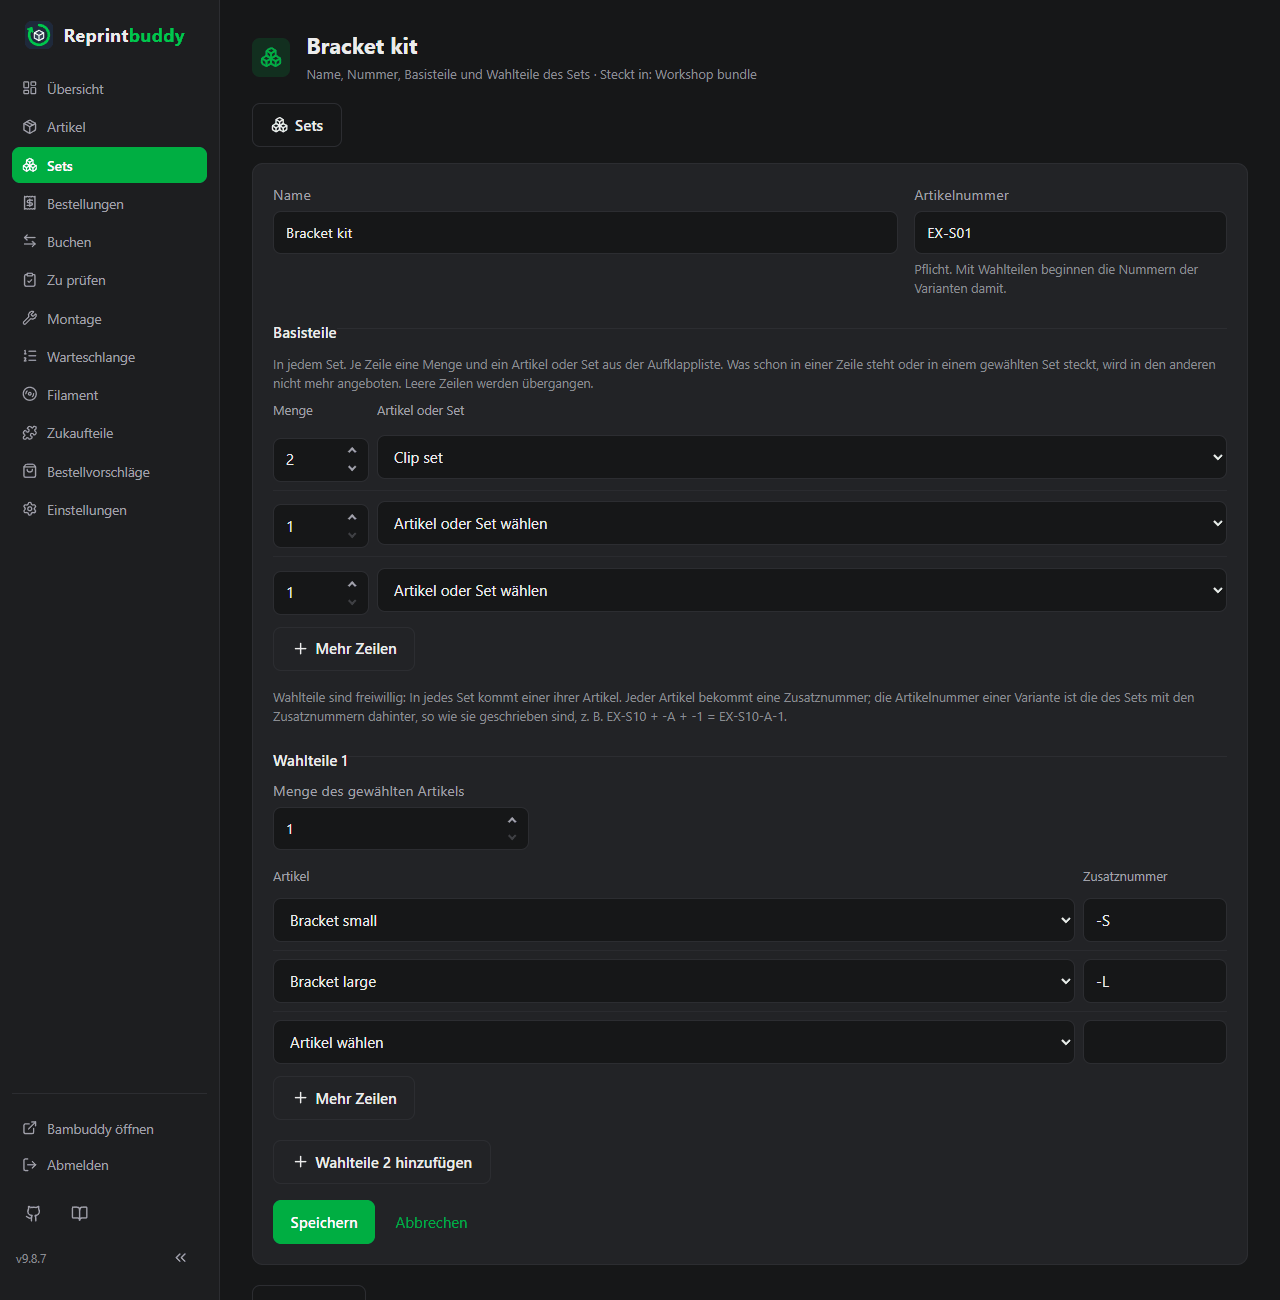 Reprintbuddy
Übersicht
Artikel
Sets
Bestellungen
Buchen
Zu prüfen
Montage
Warteschlange
Filament
Zukaufteile
Bestellvorschläge
Einstellungen
Bambuddy öffnen
Abmelden
v9.8.7
Bracket kit
Name, Nummer, Basisteile und Wahlteile des Sets · Steckt in: Workshop bundle
Sets
Name
Artikelnummer
Bracket kit
EX-S01
Pflicht. Mit Wahlteilen beginnen die Nummern der
Varianten damit.
Basisteile
In jedem Set. Je Zeile eine Menge und ein Artikel oder Set aus der Aufklappliste. Was schon in einer Zeile steht oder in einem gewählten Set steckt, wird in den anderen
nicht mehr angeboten. Leere Zeilen werden übergangen.
Menge
Artikel oder Set
2
Clip set
1
Artikel oder Set wählen
1
Artikel oder Set wählen
Mehr Zeilen
Wahlteile sind freiwillig: In jedes Set kommt einer ihrer Artikel. Jeder Artikel bekommt eine Zusatznummer; die Artikelnummer einer Variante ist die des Sets mit den
Zusatznummern dahinter, so wie sie geschrieben sind, z. B. EX-S10 + -A + -1 = EX-S10-A-1.
Wahlteile 1
Menge des gewählten Artikels
1
Artikel
Zusatznummer
Bracket small
-S
Bracket large
-L
Artikel wählen
Mehr Zeilen
Wahlteile 2 hinzufügen
Speichern
Abbrechen